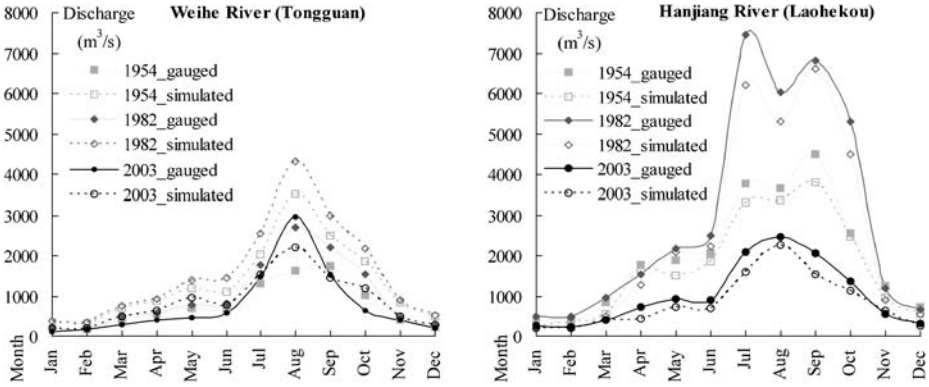 Weihe River (Tongguan)
Discharge
(m³/s)
8000
7000
6000
5000
4000
3000
2000
1000
0
1954_gauged
1954_simulated
1982_gauged
1982_simulated
2003_gauged
2003_simulated
Month
Jan
Feb
Mar
Apr
May
Jun
Jul
Aug
Sep
Oct
Nov
Dec
Hanjiang River (Laohekou)
Discharge
(m³/s)
8000
7000
6000
5000
4000
3000
2000
1000
0
1954_gauged
1954_simulated
1982_gauged
1982_simulated
2003_gauged
2003_simulated
Month
Jan
Feb
Mar
Apr
May
Jun
Jul
Aug
Sep
Oct
Nov
Dec